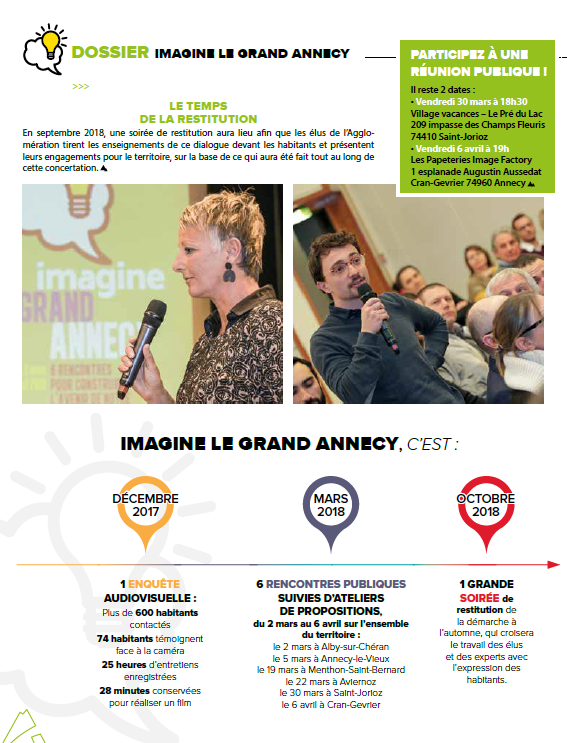 DOSSIER IMAGINE LE GRAND ANNECY
>>>
LE TEMPS
DE LA RESTITUTION
En septembre 2018, une soirée de restitution aura lieu afin que les élus de l'Agglo-
mération tirent les enseignements de ce dialogue devant les habitants et présentent
leurs engagements pour le territoire, sur la base de ce qui aura été fait tout au long de
cette concertation.
PARTICIPEZ À UNE
RÉUNION PUBLIQUE !
Il reste 2 dates :
• Vendredi 30 mars à 18h30
Village vacances – Le Pré du Lac
209 impasse des Champs Fleuris
74410 Saint-Jorioz
• Vendredi 6 avril à 19h
Les Papeteries Image Factory
1 esplanade Augustin Aussedat
Cran-Gevrier 74960 Annecy
imagine
GRAND
ANNECY
6 RENCONTRES
POUR CONSTRU
L'AVENIR DE
IMAGINE LE GRAND ANNECY, C'EST :
DÉCEMBRE
2017
1 ENQUÊTE
AUDIOVISUELLE :
Plus de 600 habitants
contactés
74 habitants témoignent
face à la caméra
25 heures d'entretiens
enregistrées
28 minutes conservées
pour réaliser un film
MARS
2018
6 RENCONTRES PUBLIQUES
SUIVIES D'ATELIERS
DE PROPOSITIONS,
du 2 mars au 6 avril sur l'ensemble
du territoire :
le 2 mars à Alby-sur-Chéran
le 5 mars à Annecy-le-Vieux
le 19 mars à Menthon-Saint-Bernard
le 22 mars à Aviernoz
le 30 mars à Saint-Jorioz
le 6 avril à Cran-Gevrier
OCTOBRE
2018
1 GRANDE
SOIRÉE de
restitution de
la démarche à
l'automne, qui croisera
le travail des élus
et des experts avec
l'expression des
habitants.